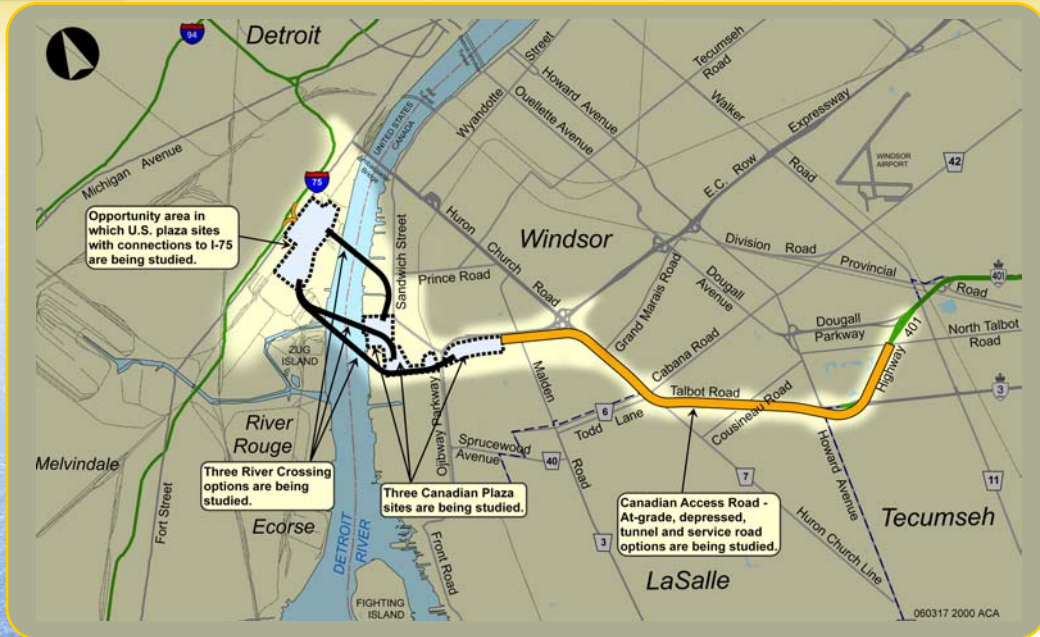 94
Detroit
Street
Tecumseh
Road
Howard Avenue
Ouellette Avenue
Wyandotte
Walker
Road
Expressway
E.C. Row
WINDSOR
AIRPORT
42
UNITED STATES
CANADA
Michigan Avenue
75
Opportunity area in
which U.S. plaza sites
with connections to I-75
are being studied.
Sandwich Street
Huron
Church
Road
Windsor
Prince Road
Division Road
Provincial
Road
401
Grand Marais Road
Dougall
Avenue
Dougall
Parkway
Highway 401
North Talbot
Road
3
ZUG
ISLAND
Malden
Road
Cabana Road
Talbot Road
6
Todd Lane
Cousineau Road
River
Rouge
Melvindale
Fort Street
Three River Crossing
options are being
studied.
Ojibway Parkway
Sprucewood
Avenue
40
7
Howard Avenue
11
Three Canadian Plaza
sites are being studied.
Canadian Access Road -
At-grade, depressed,
tunnel and service road
options are being studied.
Tecumseh
Ecorse
DETROIT
RIVER
Front Road
3
Huron Church Line
LaSalle
FIGHTING
ISLAND
060317 2000 ACA